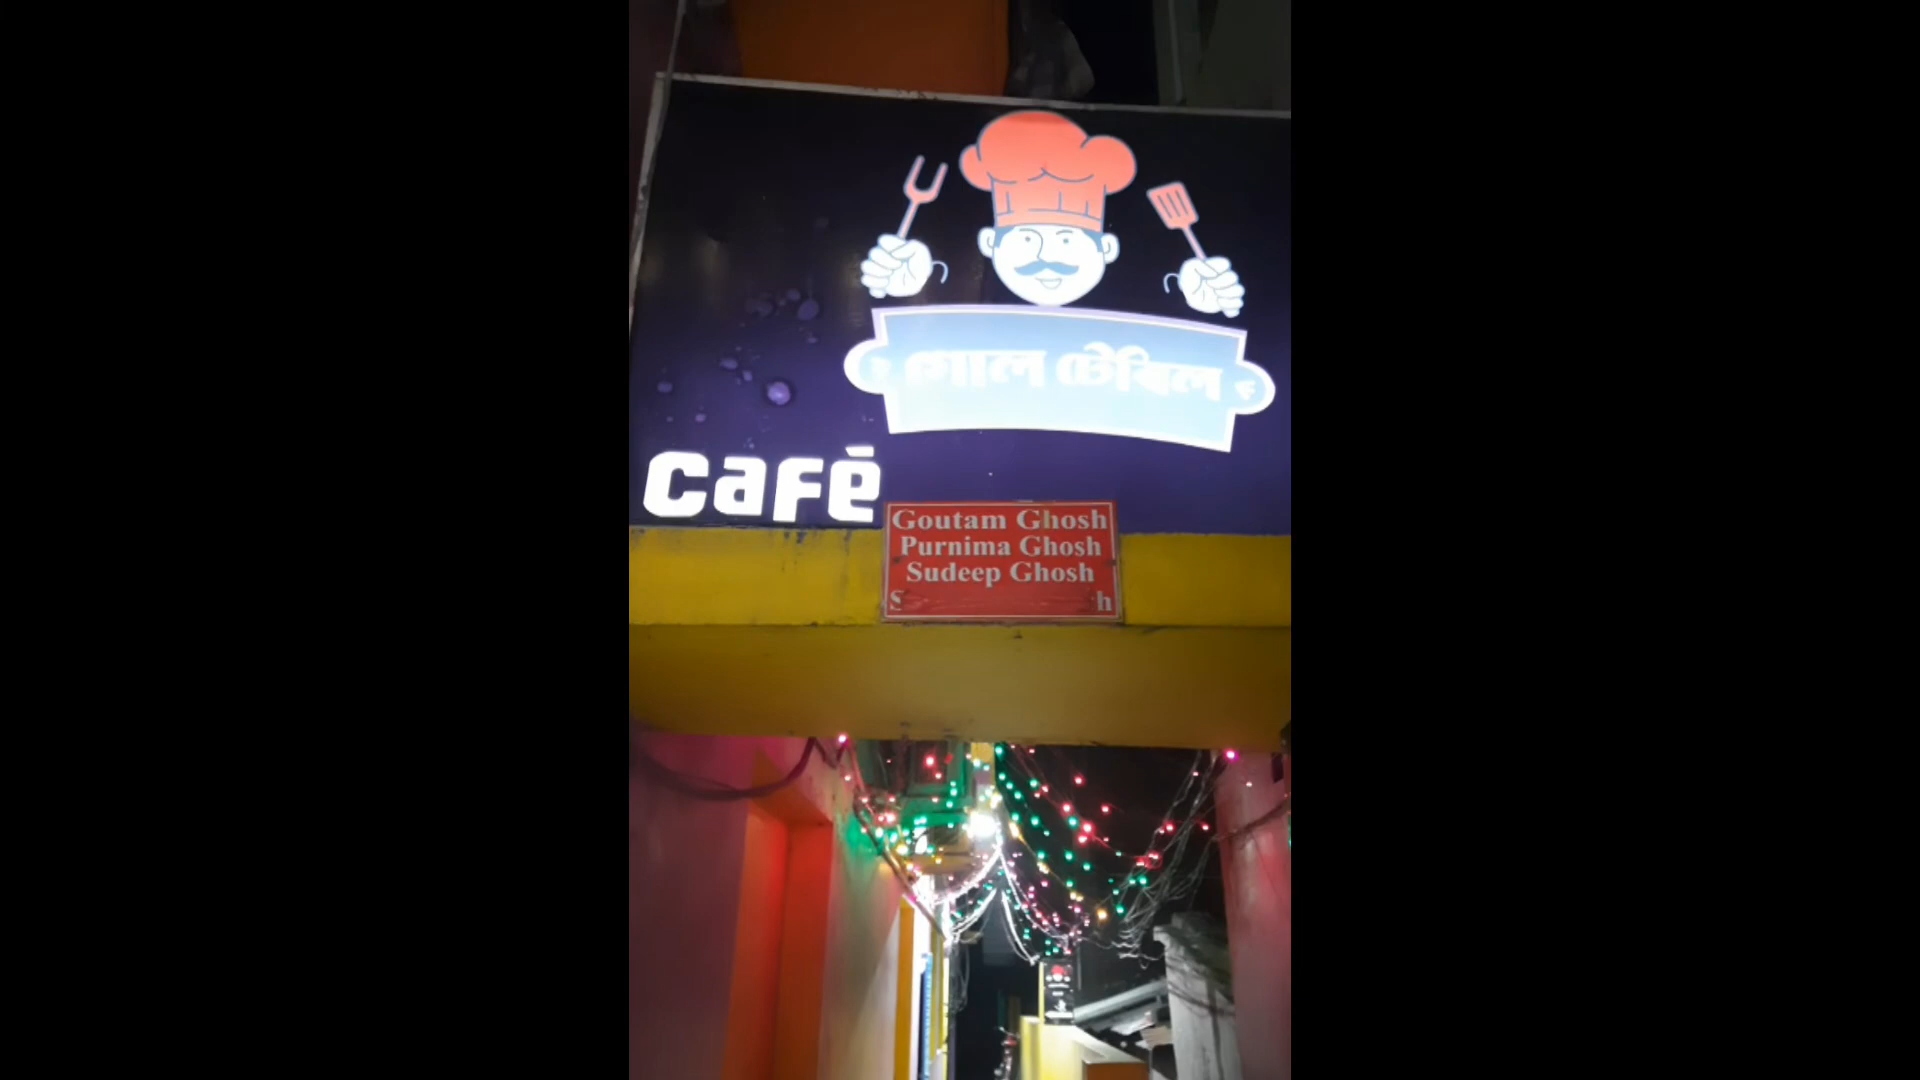 গোল টেবিল
café
Goutam Ghosh
Purnima Ghosh
Sudeep Ghosh